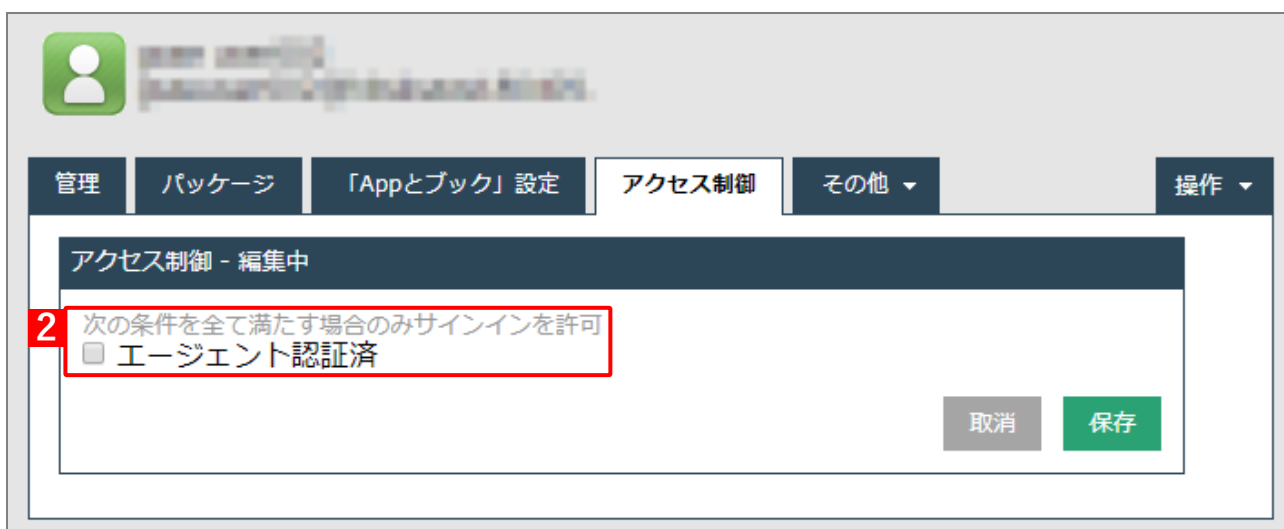 管理 パッケージ 「Appとブック」設定 アクセス制御 その他 操作
アクセス制御 - 編集中
2
次の条件を全て満たす場合のみサインインを許可
エージェント認証済
取消 保存